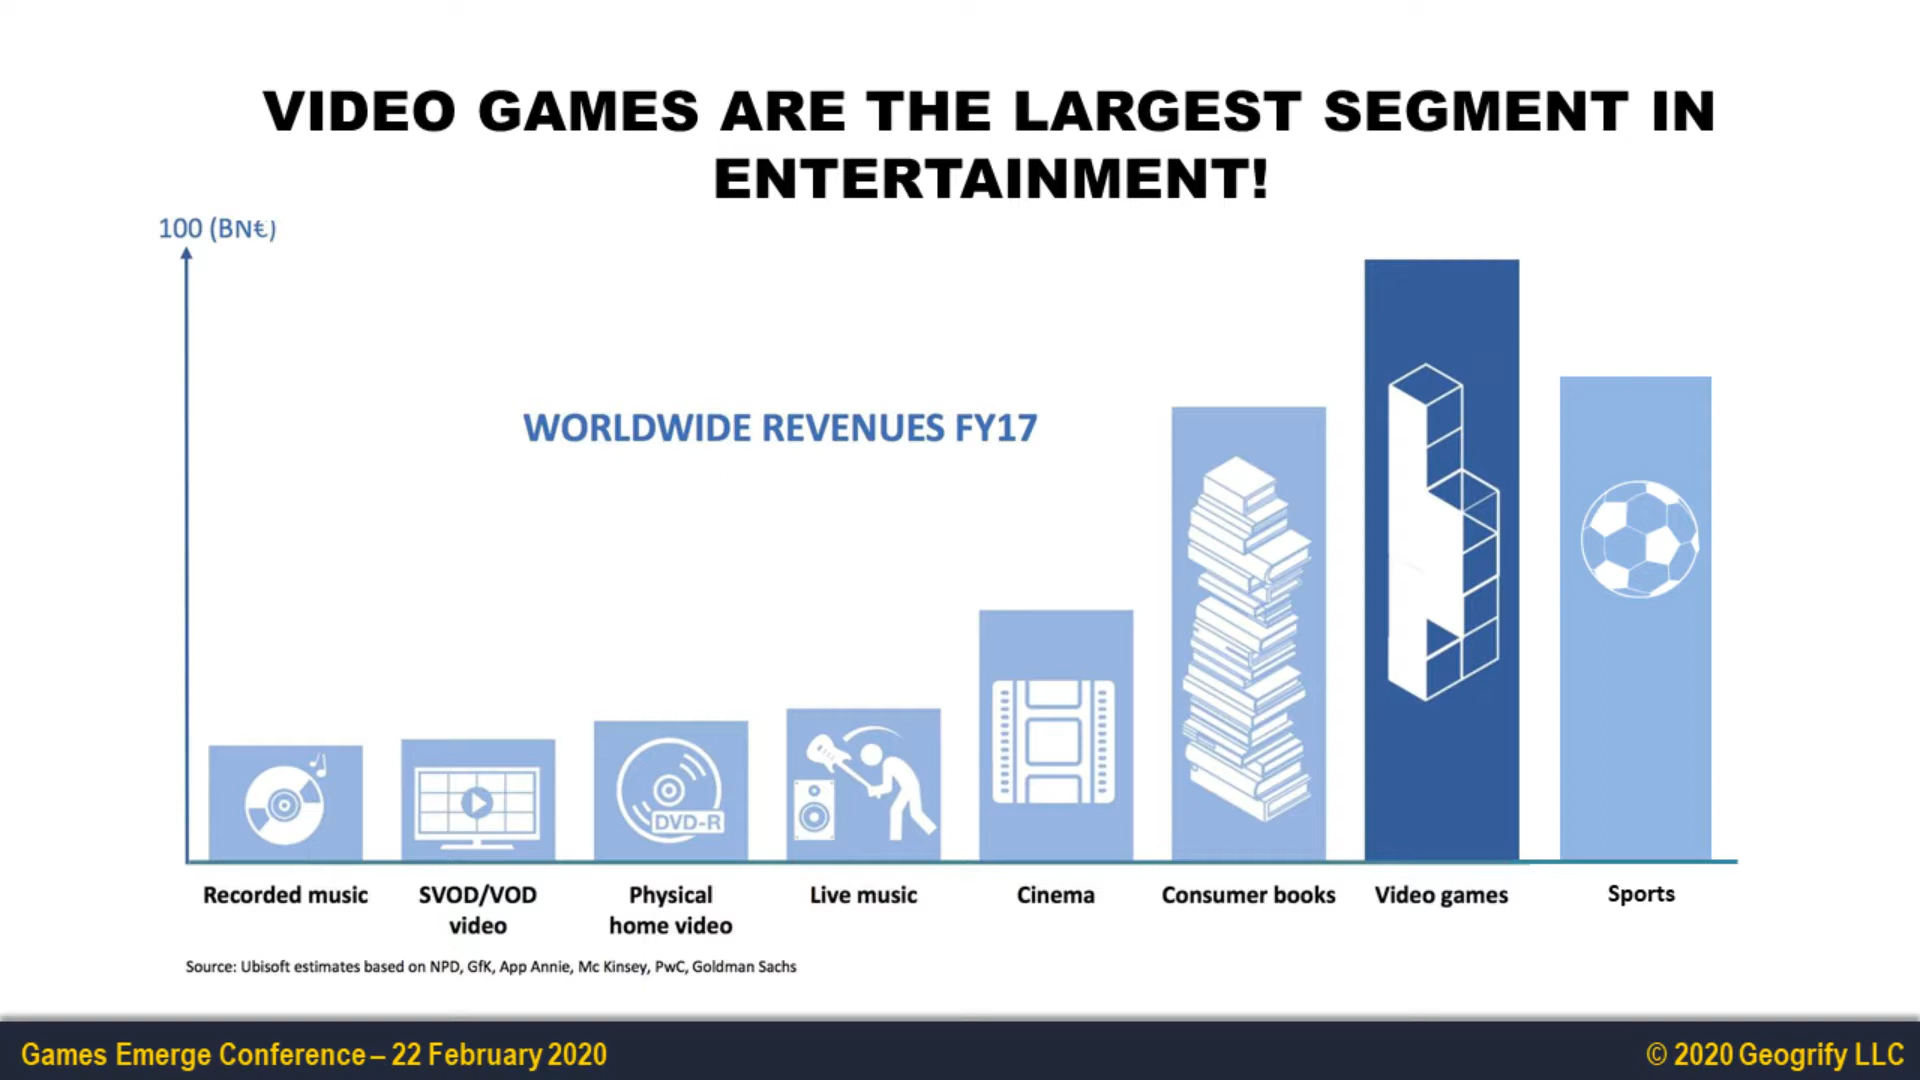 VIDEO GAMES ARE THE LARGEST SEGMENT IN
ENTERTAINMENT!
100 (BN€)
WORLDWIDE REVENUES FY17
DVD-R
Recorded music
SVOD/VOD
video
Physical
home video
Live music
Cinema
Consumer books
Video games
Sports
Source: Ubisoft estimates based on NPD, GfK, App Annie, Mc Kinsey, PwC, Goldman Sachs
Games Emerge Conference – 22 February 2020
© 2020 Geogrify LLC